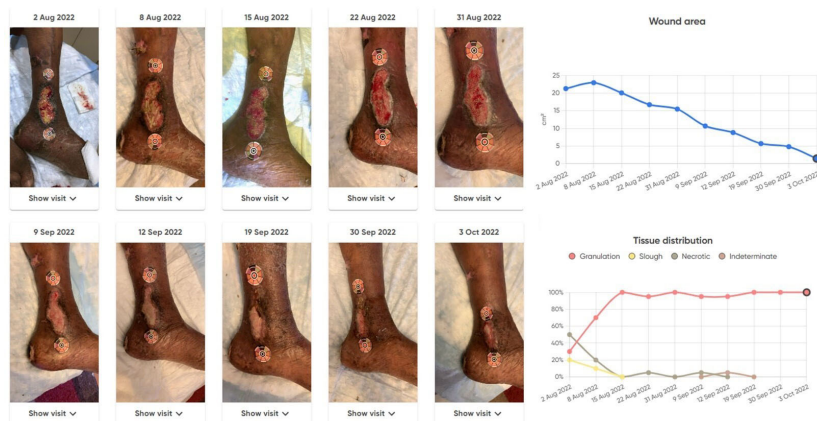 2 Aug 2022
8 Aug 2022
15 Aug 2022
22 Aug 2022
31 Aug 2022
Show visit
Show visit
Show visit
Show visit
Show visit
Wound area
cm²
25
20
15
10
5
0
2 Aug 2022
8 Aug 2022
15 Aug 2022
22 Aug 2022
31 Aug 2022
9 Sep 2022
12 Sep 2022
19 Sep 2022
30 Sep 2022
3 Oct 2022
9 Sep 2022
12 Sep 2022
19 Sep 2022
30 Sep 2022
3 Oct 2022
Show visit
Show visit
Show visit
Show visit
Show visit
Tissue distribution
Granulation Slough Necrotic Indeterminate
100%
80%
60%
40%
20%
0%
2 Aug 2022
8 Aug 2022
15 Aug 2022
22 Aug 2022
31 Aug 2022
9 Sep 2022
12 Sep 2022
19 Sep 2022
30 Sep 2022
3 Oct 2022